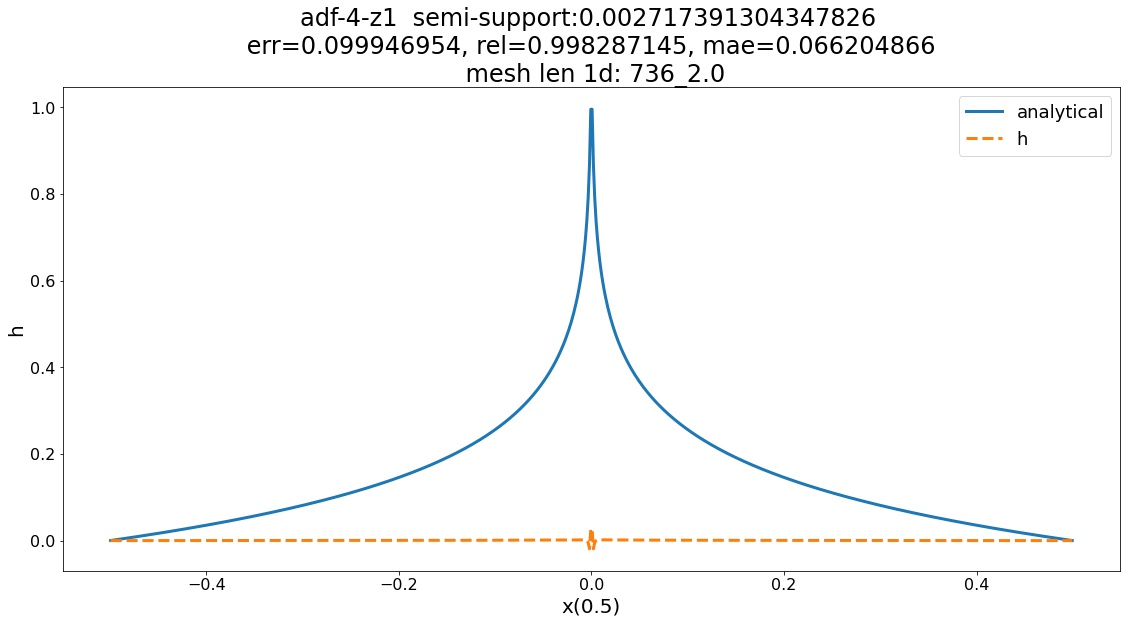 adf-4-z1  semi-support:0.002717391304347826
err=0.099946954, rel=0.998287145, mae=0.066204866
mesh len 1d: 736_2.0
analytical
h
1.0
0.8
0.6
0.4
0.2
0.0
h
−0.4
−0.2
0.0
0.2
0.4
x(0.5)